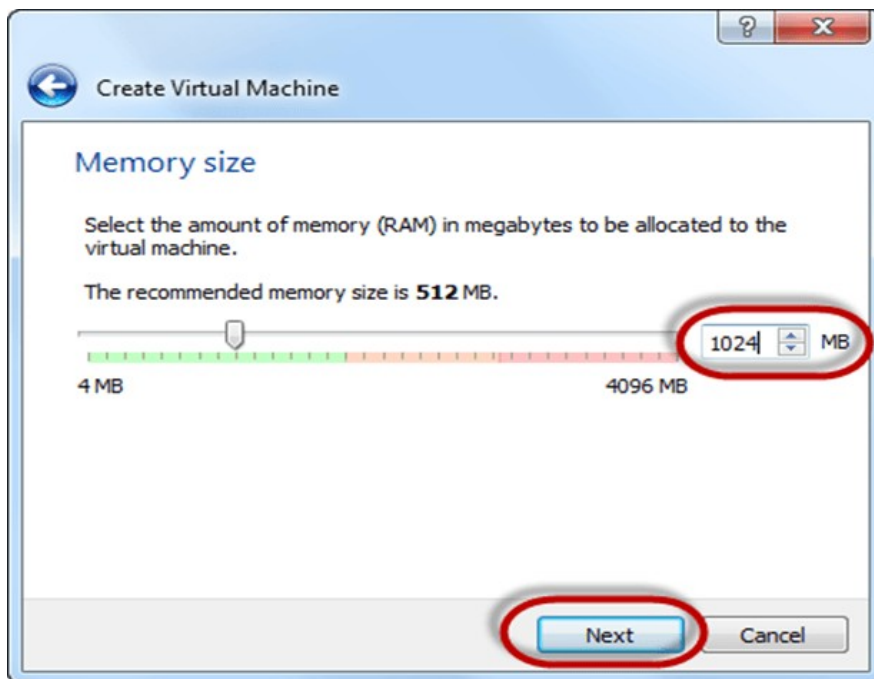 Create Virtual Machine
Memory size
Select the amount of memory (RAM) in megabytes to be allocated to the
virtual machine.
The recommended memory size is 512 MB.
1024 MB
4 MB 4096 MB
Next Cancel